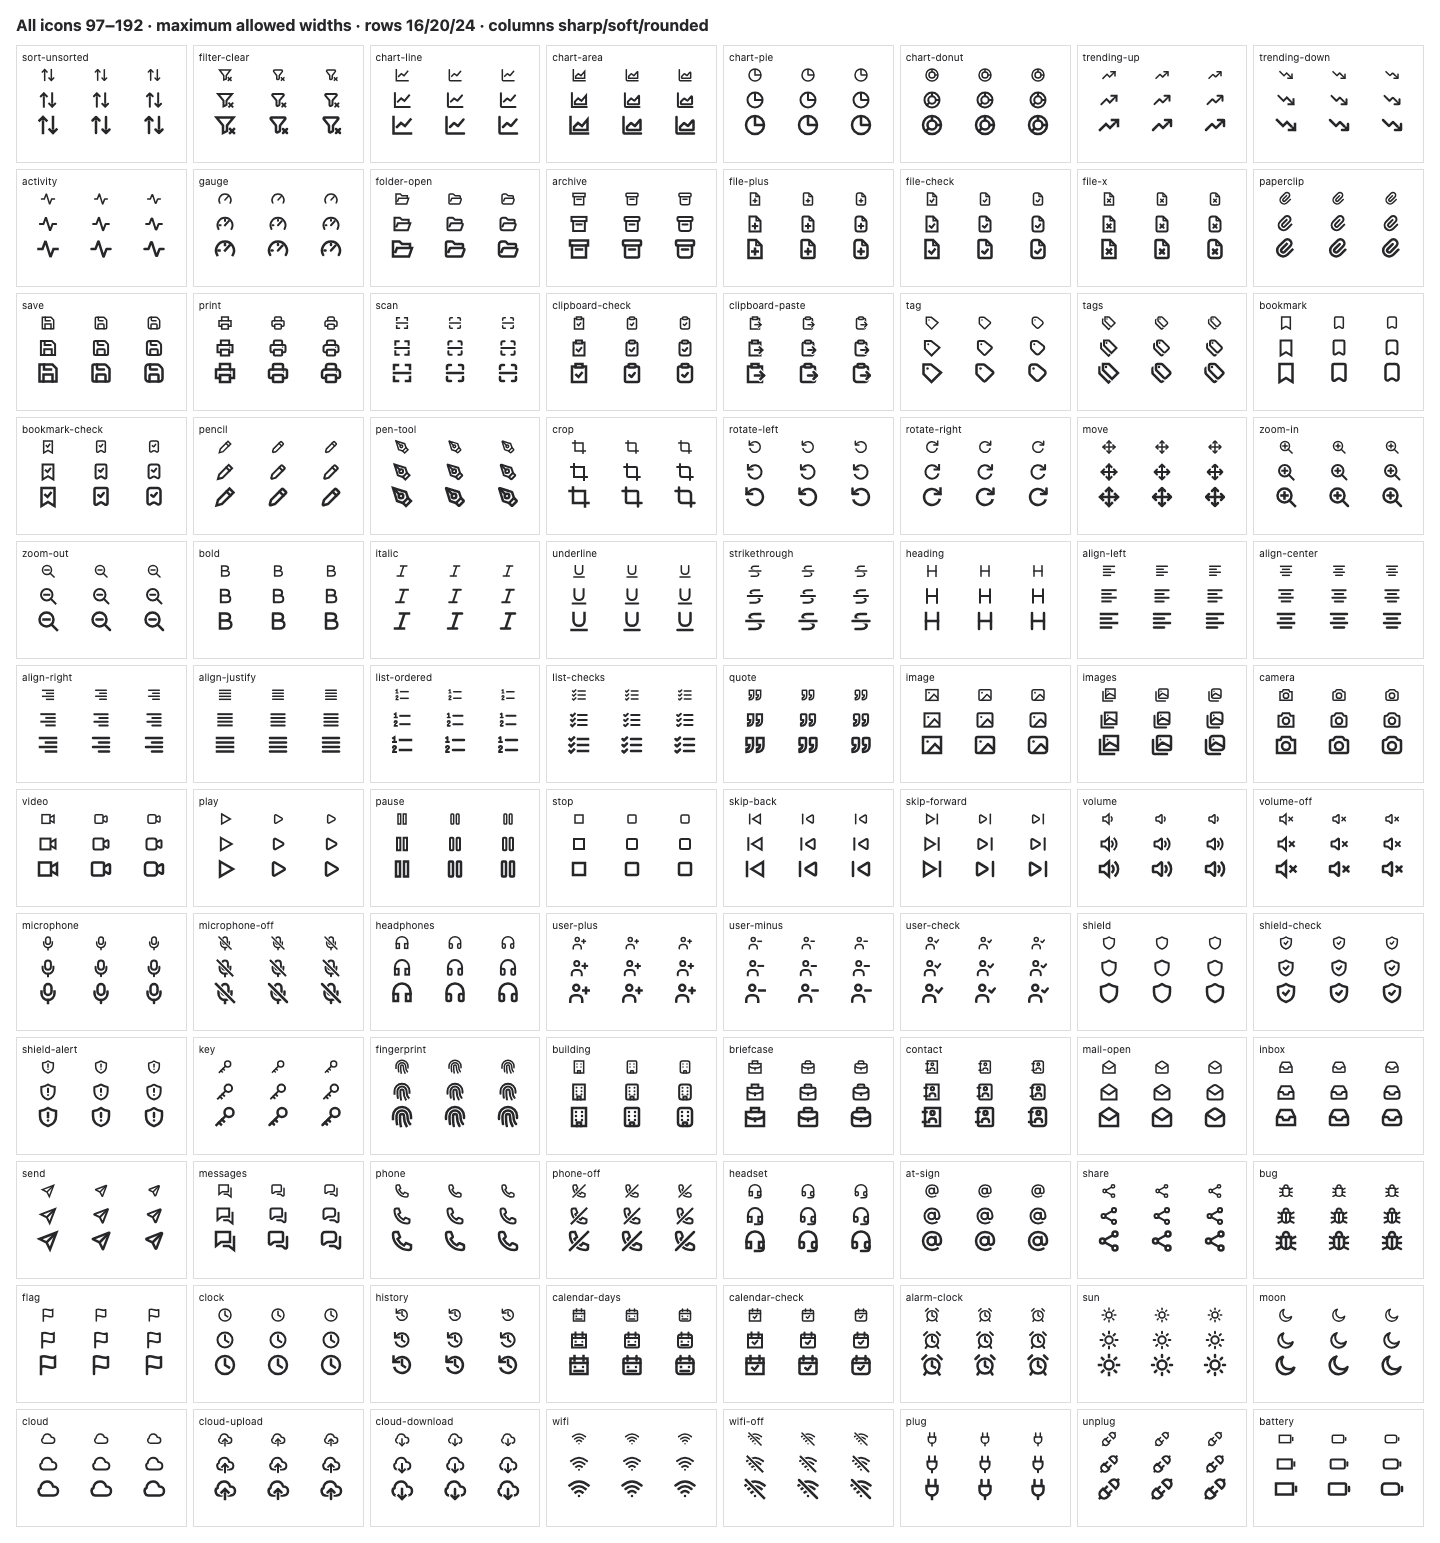 All icons 97–192 · maximum allowed widths · rows 16/20/24 · columns sharp/soft/rounded
sort-unsorted filter-clear chart-line chart-area chart-pie chart-donut trending-up trending-down
activity gauge folder-open archive file-plus file-check file-x paperclip
save print scan clipboard-check clipboard-paste tag tags bookmark
bookmark-check pencil pen-tool crop rotate-left rotate-right move zoom-in
zoom-out bold italic underline strikethrough heading align-left align-center
align-right align-justify list-ordered list-checks quote image images camera
video play pause stop skip-back skip-forward volume volume-off
microphone microphone-off headphones user-plus user-minus user-check shield shield-check
shield-alert key fingerprint building briefcase contact mail-open inbox
send messages phone phone-off headset at-sign share bug
flag clock history calendar-days calendar-check alarm-clock sun moon
cloud cloud-upload cloud-download wifi wifi-off plug unplug battery